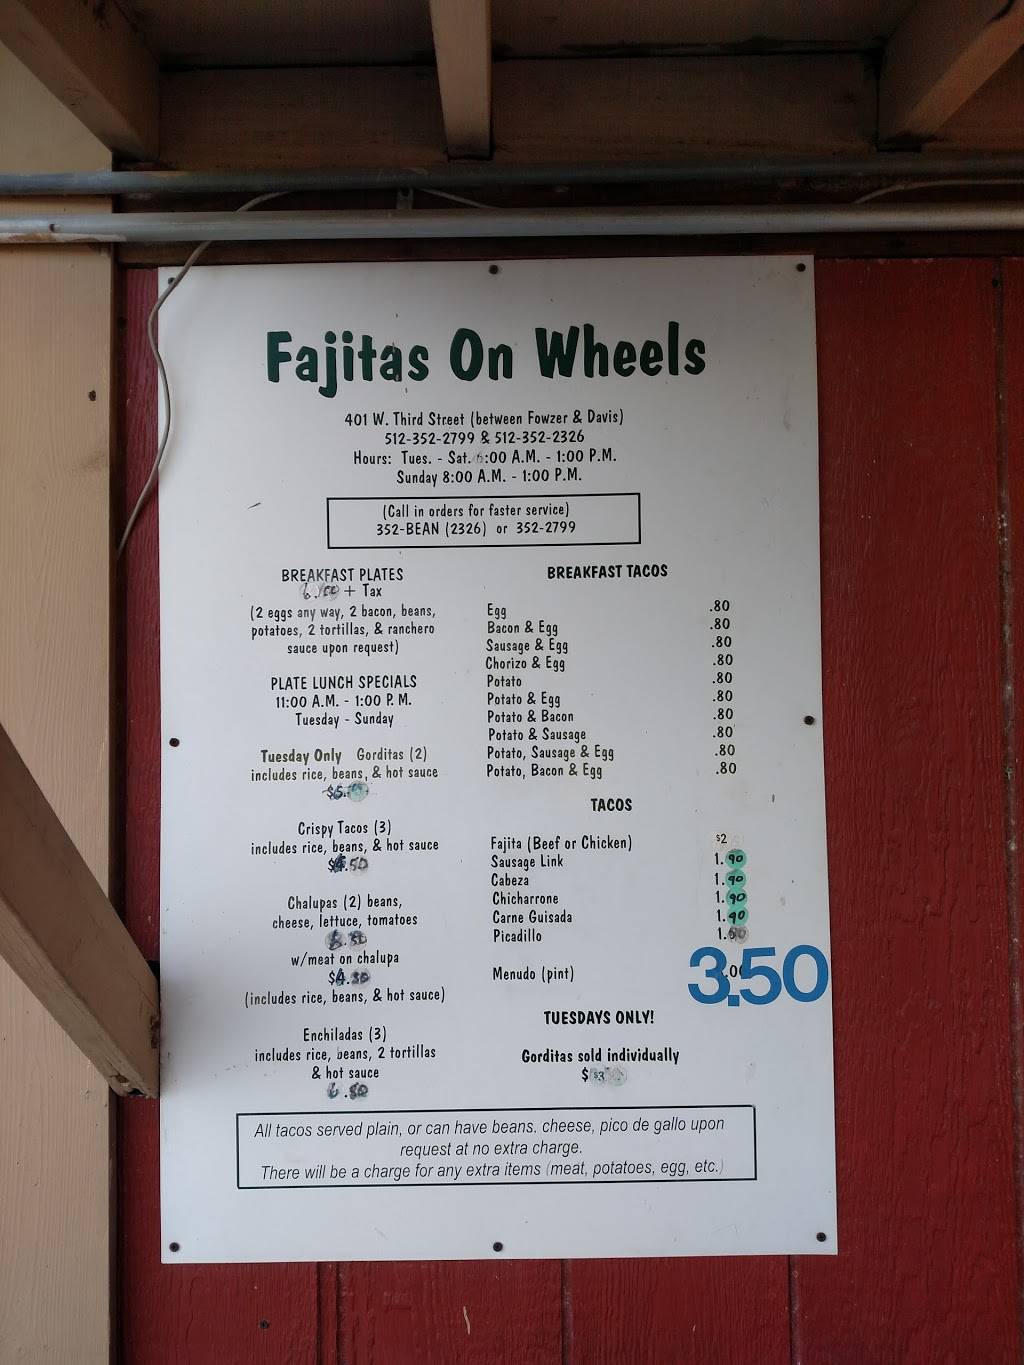 Fajitas On Wheels
401 W. Third Street (between Fowzer & Davis)
512-352-2799 & 512-352-2326
Hours: Tues. - Sat. 6:00 A.M. - 1:00 P.M.
Sunday 8:00 A.M. - 1:00 P.M.
(Call in orders for faster service)
352-BEAN (2326) or 352-2799
BREAKFAST PLATES
+ Tax
(2 eggs any way, 2 bacon, beans,
potatoes, 2 tortillas, & ranchero
sauce upon request)
PLATE LUNCH SPECIALS
11:00 A.M. - 1:00 P.M.
Tuesday - Sunday
Tuesday Only Gorditas (2)
includes rice, beans, & hot sauce
Crispy Tacos (3)
includes rice, beans, & hot sauce
Chalupas (2) beans,
cheese, lettuce, tomatoes
w/meat on chalupa
(includes rice, beans, & hot sauce)
Enchiladas (3)
includes rice, beans, 2 tortillas
& hot sauce
6.50
BREAKFAST TACOS
Egg .80
Bacon & Egg .80
Sausage & Egg .80
Chorizo & Egg .80
Potato .80
Potato & Egg .80
Potato & Bacon .80
Potato & Sausage .80
Potato, Sausage & Egg .80
Potato, Bacon & Egg .80
TACOS
Fajita (Beef or Chicken) $2
Sausage Link 1.90
Cabeza 1.90
Chicharrone 1.90
Carne Guisada 1.90
Picadillo
Menudo (pint) 3.50
TUESDAYS ONLY!
Gorditas sold individually
All tacos served plain, or can have beans. cheese, pico de gallo upon
request at no extra charge.
There will be a charge for any extra items (meat, potatoes, egg, etc.)